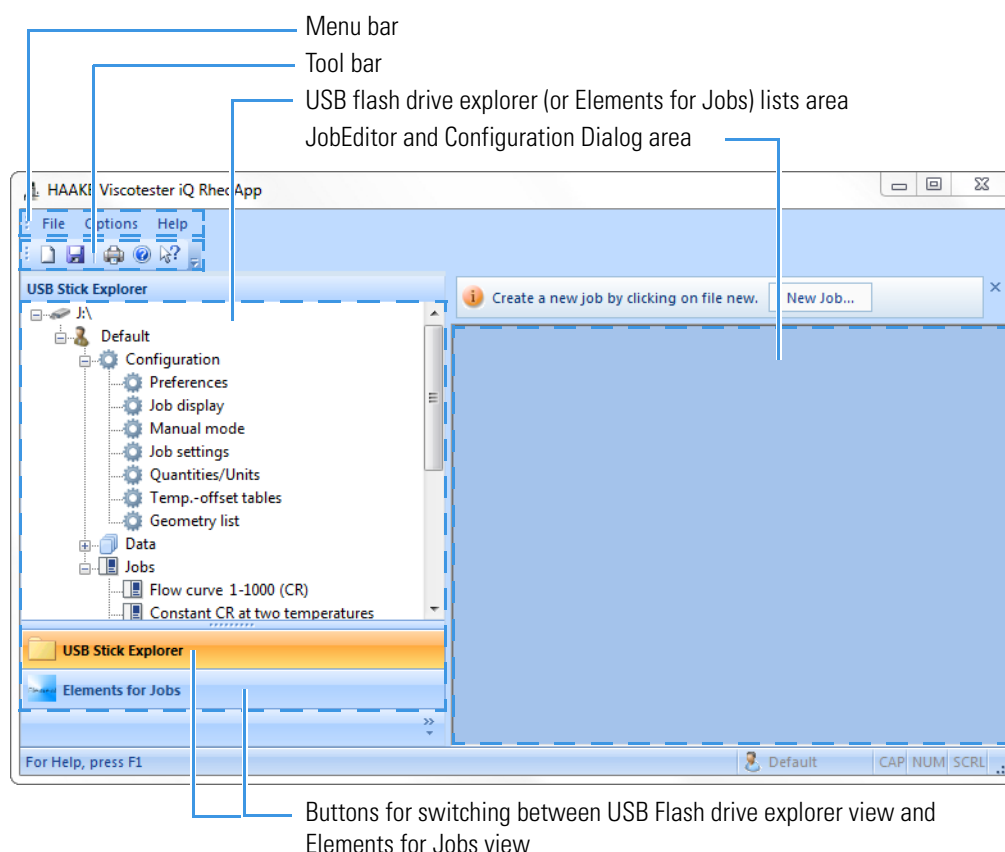 Menu bar
Tool bar
USB flash drive explorer (or Elements for Jobs) lists area
JobEditor and Configuration Dialog area
HAAKE Viscotester iQ RheoApp
File Options Help
USB Stick Explorer
Create a new job by clicking on file new. New Job...
J:\
Default
Configuration
Preferences
Job display
Manual mode
Job settings
Quantities/Units
Temp.-offset tables
Geometry list
Data
Jobs
Flow curve 1-1000 (CR)
Constant CR at two temperatures
USB Stick Explorer
Elements for Jobs
For Help, press F1 Default CAP NUM SCRL
Buttons for switching between USB Flash drive explorer view and
Elements for Jobs view